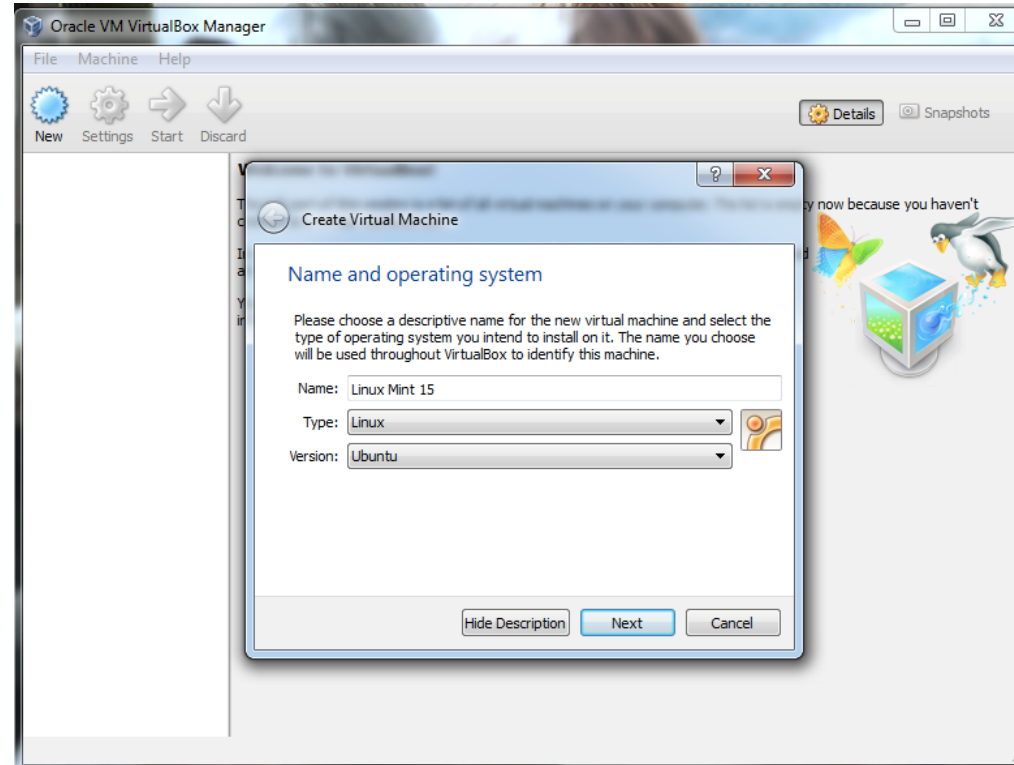 Oracle VM VirtualBox Manager
File Machine Help
New Settings Start Discard
Details Snapshots
now because you haven't
Create Virtual Machine
Name and operating system
Please choose a descriptive name for the new virtual machine and select the
type of operating system you intend to install on it. The name you choose
will be used throughout VirtualBox to identify this machine.
Name: Linux Mint 15
Type: Linux
Version: Ubuntu
Hide Description Next Cancel